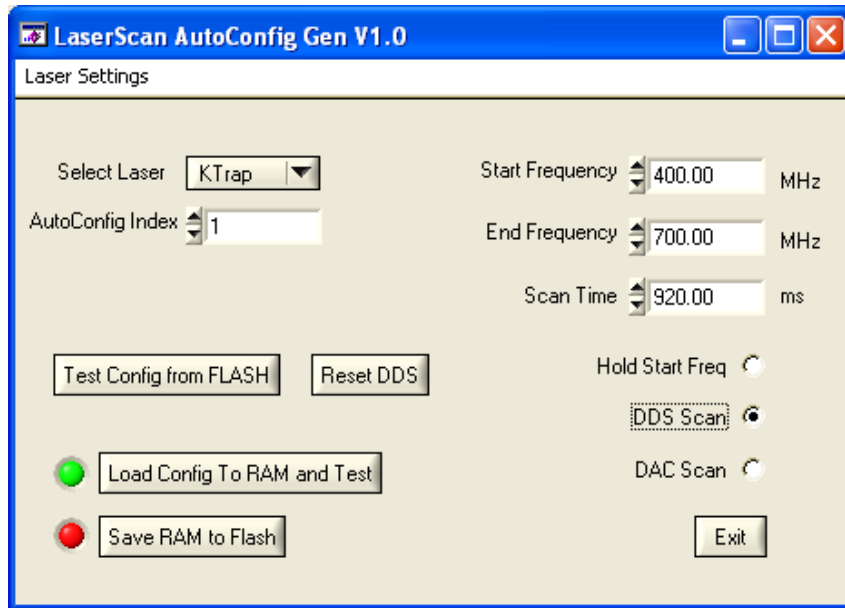 LaserScan AutoConfig Gen V1.0
Laser Settings
Select Laser KTrap
AutoConfig Index 1
Start Frequency 400.00 MHz
End Frequency 700.00 MHz
Scan Time 920.00 ms
Test Config from FLASH Reset DDS
Hold Start Freq
DDS Scan
DAC Scan
Load Config To RAM and Test
Save RAM to Flash
Exit